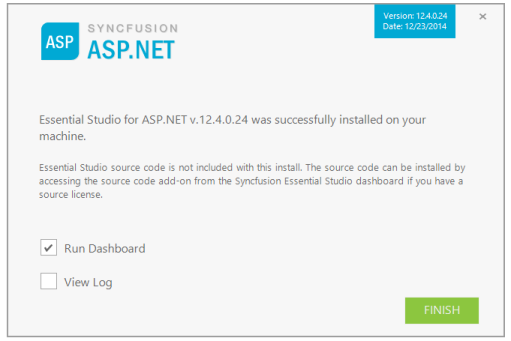 SYNCFUSION
ASP ASP.NET
Version: 12.4.0.24
Date: 12/23/2014
Essential Studio for ASP.NET v.12.4.0.24 was successfully installed on your
machine.
Essential Studio source code is not included with this install. The source code can be installed by
accessing the source code add-on from the Syncfusion Essential Studio dashboard if you have a
source license.
Run Dashboard
View Log
FINISH